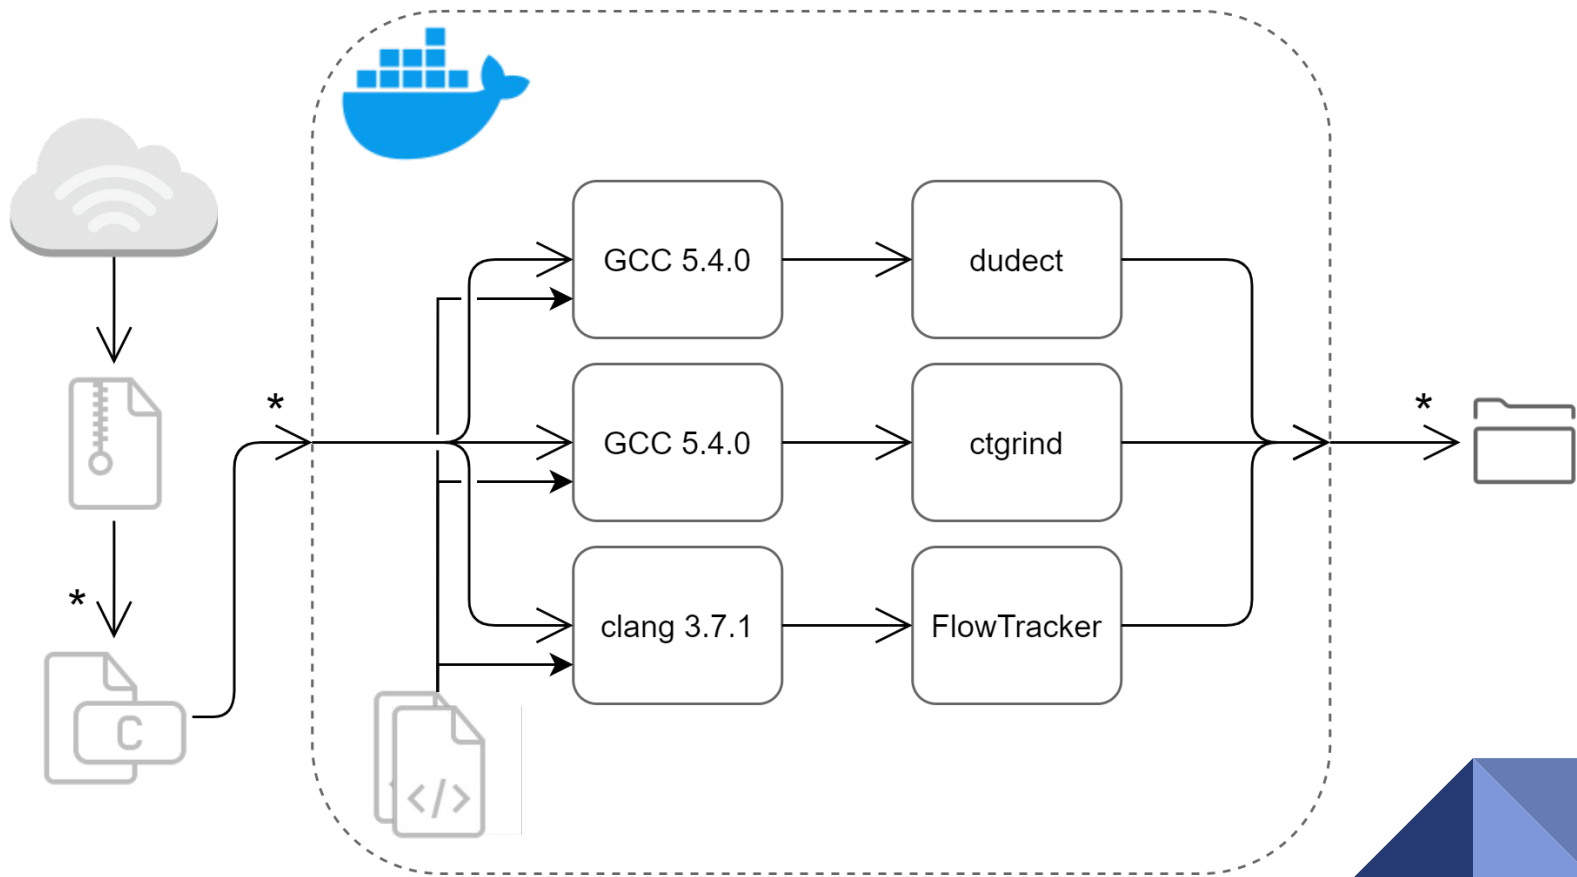 GCC 5.4.0
dudect
*
*
GCC 5.4.0
ctgrind
*
clang 3.7.1
FlowTracker
C
</>